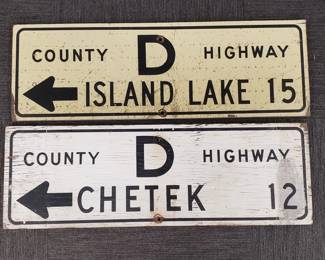 COUNTY D HIGHWAY
ISLAND LAKE 15
COUNTY D HIGHWAY
CHETEK 12